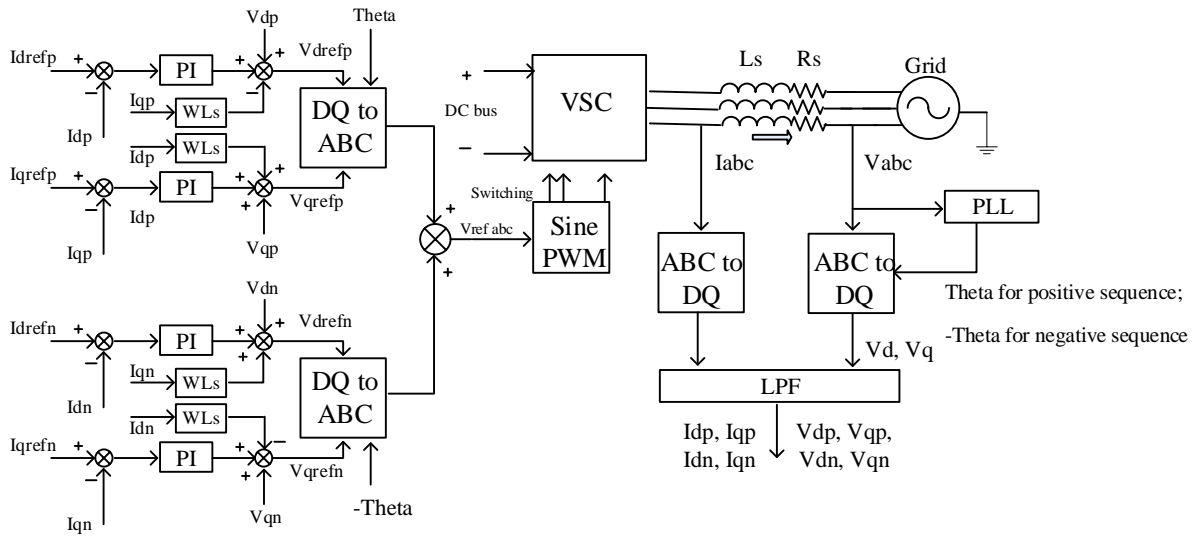 Vdp
Theta
Idrefp
+
−
PI
+
+
−
Vdrefp
Iqp
WLs
Idp
DQ to
ABC
Idp
WLs
Iqrefp
+
−
PI
+
+
+
Vqrefp
Idp
Iqp
Vqp
Vdn
Idrefn
+
−
PI
+
+
+
Vdrefn
Iqn
WLs
Idn
DQ to
ABC
Idn
WLs
Iqrefn
+
−
PI
+
−
+
Vqrefn
Iqn
Vqn
-Theta
+
+
Vref abc
+
DC bus
−
VSC
Switching
Sine
PWM
Ls
Rs
Grid
Iabc
Vabc
PLL
ABC to
DQ
ABC to
DQ
Theta for positive sequence;
-Theta for negative sequence
Vd, Vq
LPF
Idp, Iqp
Idn, Iqn
Vdp, Vqp,
Vdn, Vqn